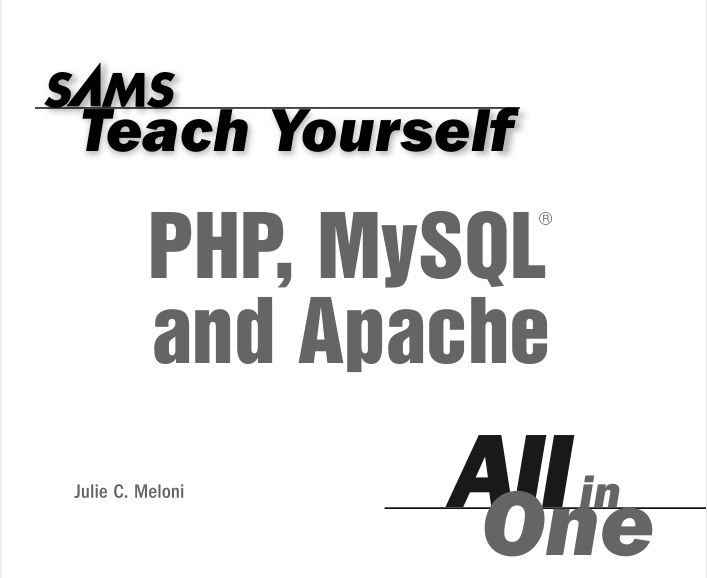 SAMS
Teach Yourself
PHP, MySQL®
and Apache
Julie C. Meloni
All in
One